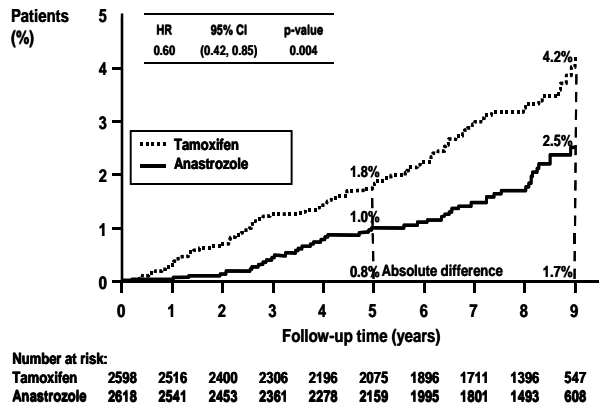 Patients
(%)
HR 95% CI p-value
0.60 (0.42, 0.85) 0.004
5
4
3
2
1
0
Tamoxifen
Anastrozole
4.2%
2.5%
1.8%
1.0%
0.8% Absolute difference 1.7%
0 1 2 3 4 5 6 7 8 9
Follow-up time (years)
Number at risk:
Tamoxifen 2598 2516 2400 2306 2196 2075 1896 1711 1396 547
Anastrozole 2618 2541 2453 2361 2278 2159 1995 1801 1493 608